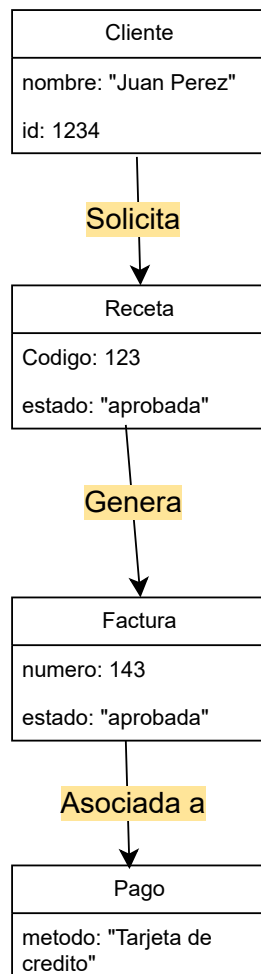 Cliente
nombre: "Juan Perez"
id: 1234
Solicita
Receta
Codigo: 123
estado: "aprobada"
Genera
Factura
numero: 143
estado: "aprobada"
Asociada a
Pago
metodo: "Tarjeta de
credito"